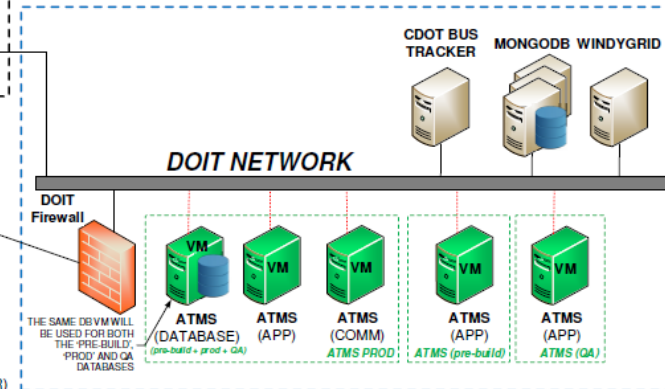 CDOT BUS
TRACKER
MONGODB
WINDYGRID
DOIT NETWORK
DOIT
Firewall
VM
VM
VM
VM
VM
THE SAME DB VM WILL
BE USED FOR BOTH
THE 'PRE-BUILD',
'PROD' AND QA
DATABASES
ATMS
(DATABASE)
(pre-build + prod + QA)
ATMS
(APP)
ATMS
(COMM)
ATMS PROD
ATMS
(APP)
ATMS (pre-build)
ATMS
(APP)
ATMS (QA)